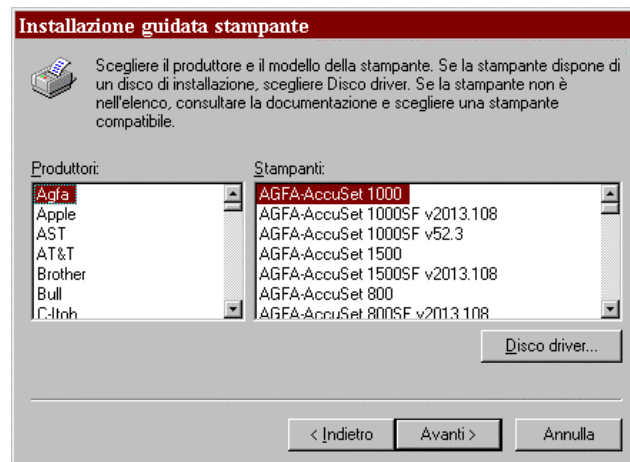 Installazione guidata stampante
Scegliere il produttore e il modello della stampante. Se la stampante dispone di
un disco di installazione, scegliere Disco driver. Se la stampante non è
nell'elenco, consultare la documentazione e scegliere una stampante
compatibile.
Produttori:
Agfa
Apple
AST
AT&T
Brother
Bull
C-Itoh
Stampanti:
AGFA-AccuSet 1000
AGFA-AccuSet 1000SF v2013.108
AGFA-AccuSet 1000SF v52.3
AGFA-AccuSet 1500
AGFA-AccuSet 1500SF v2013.108
AGFA-AccuSet 800
AGFA-AccuSet 800SF v2013.108
Disco driver...
< Indietro
Avanti >
Annulla